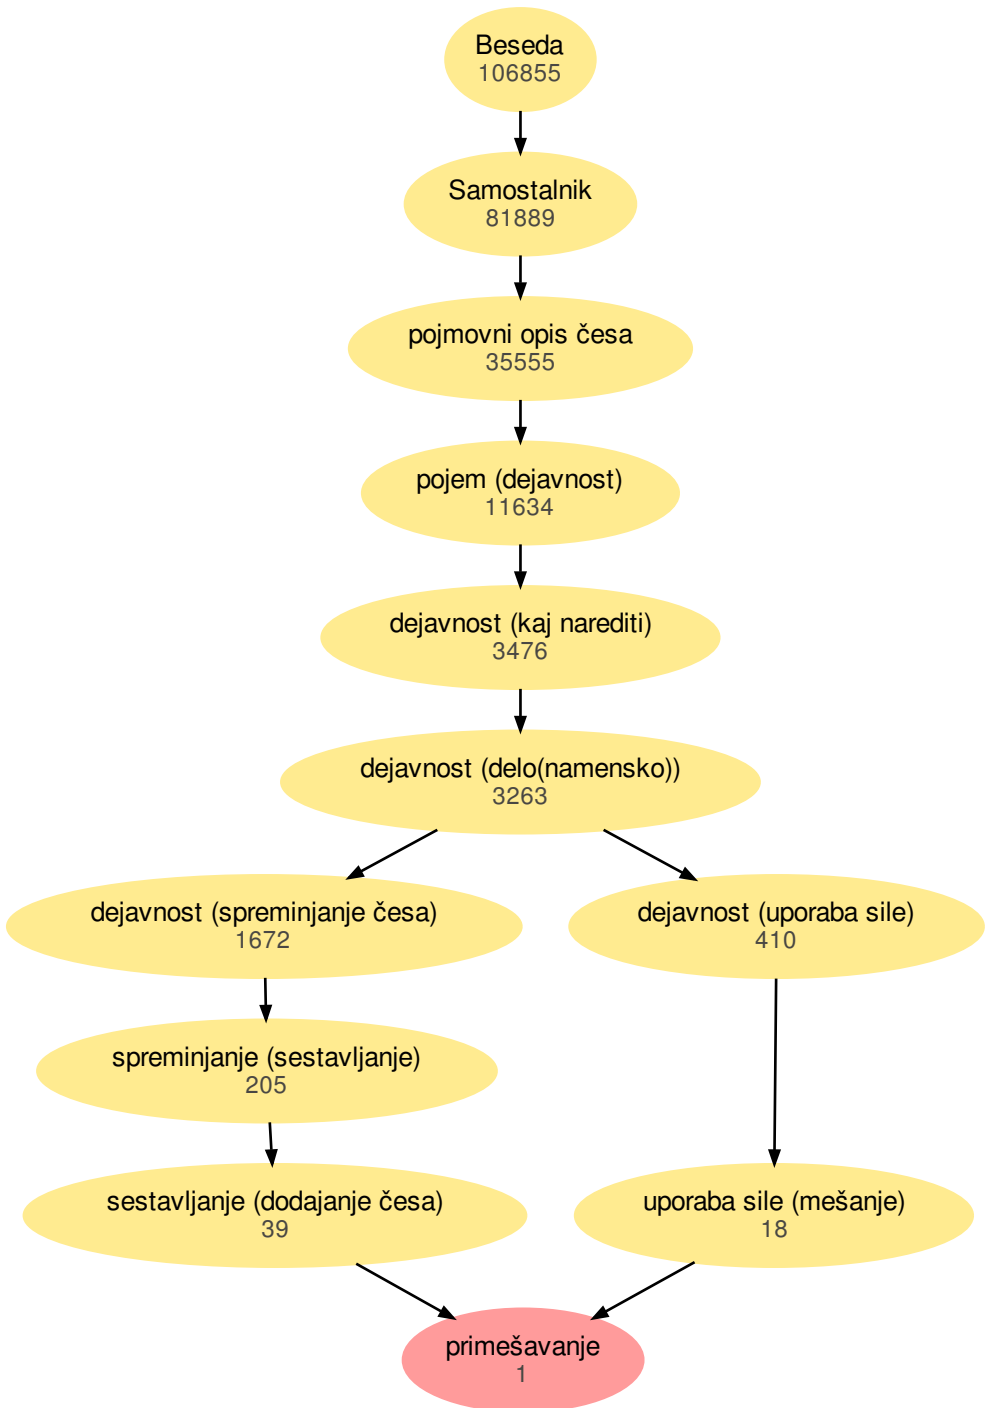 Beseda
106855
Samostalnik
81889
pojmovni opis česa
35555
pojem (dejavnost)
11634
dejavnost (kaj narediti)
3476
dejavnost (delo(namensko))
3263
dejavnost (spreminjanje česa)
1672
dejavnost (uporaba sile)
410
spreminjanje (sestavljanje)
205
sestavljanje (dodajanje česa)
39
uporaba sile (mešanje)
18
primešavanje
1